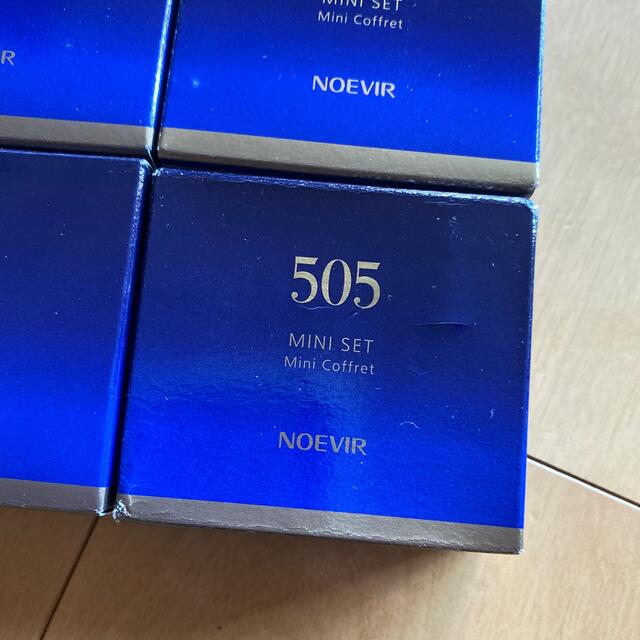 MINI SET
Mini Coffret
NOEVIR
R
505
MINI SET
Mini Coffret
NOEVIR